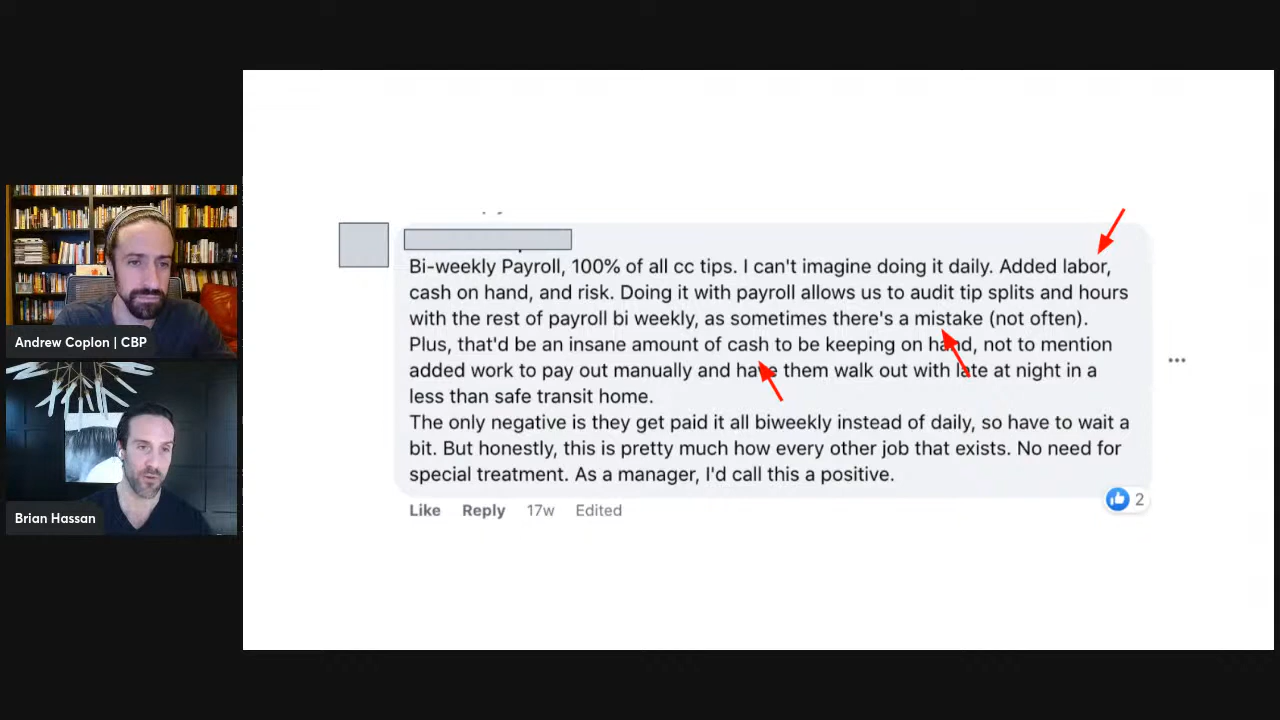 Andrew Coplon | CBP
Brian Hassan
Bi-weekly Payroll, 100% of all cc tips. I can't imagine doing it daily. Added labor,
cash on hand, and risk. Doing it with payroll allows us to audit tip splits and hours
with the rest of payroll bi weekly, as sometimes there's a mistake (not often).
Plus, that'd be an insane amount of cash to be keeping on hand, not to mention
added work to pay out manually and have them walk out with late at night in a
less than safe transit home.
The only negative is they get paid it all biweekly instead of daily, so have to wait a
bit. But honestly, this is pretty much how every other job that exists. No need for
special treatment. As a manager, I'd call this a positive.
Like Reply 17w Edited
2